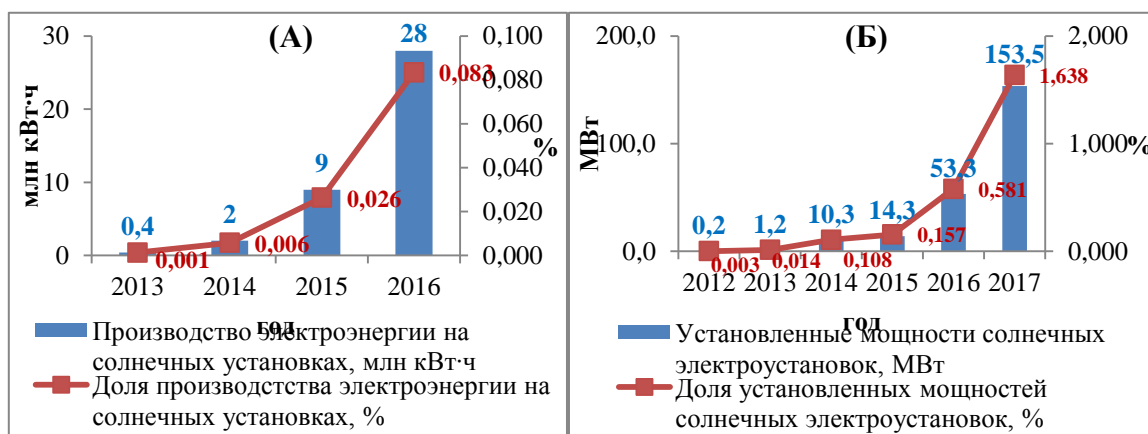 (А)
млн кВт·ч
30
20
10
0
0,4
2
9
28
0,001
0,006
0,026
0,083
0,100
0,080
0,060
0,040
0,020
0,000
%
2013 2014 2015 2016
год
Производство электроэнергии на
солнечных установках, млн кВт·ч
Доля производтства электроэнергии на
солнечных установках, %
(Б)
МВт
200,0
100,0
0,0
0,2
1,2
10,3
14,3
53,3
153,5
0,003
0,014
0,108
0,157
0,581
1,638
2,000
1,000
0,000
%
2012 2013 2014 2015 2016 2017
год
Установленные мощности солнечных
электроустановок, МВт
Доля установленных мощностей
солнечных электроустановок, %